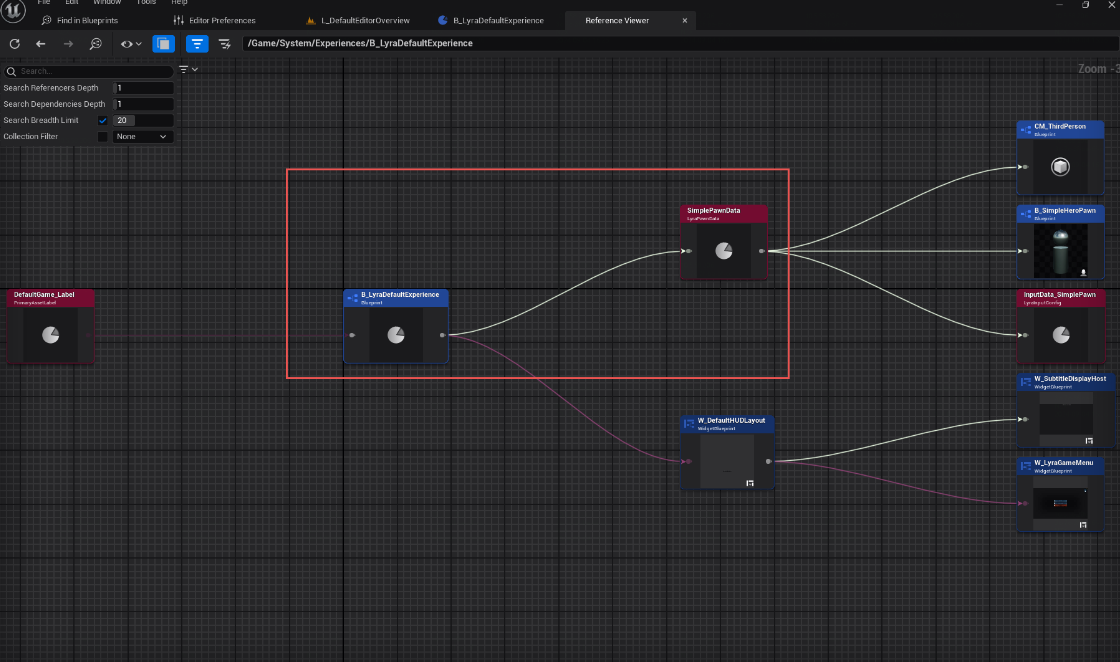 File Edit Window Tools Help
Find in Blueprints Editor Preferences L_DefaultEditorOverview B_LyraDefaultExperience Reference Viewer
/Game/System/Experiences/B_LyraDefaultExperience
Search...
Zoom -3
Search Referencers Depth 1
Search Dependencies Depth 1
Search Breadth Limit 20
Collection Filter None
CM_ThirdPerson
Blueprint
SimplePawnData
LyraPawnData
B_SimpleHeroPawn
Blueprint
DefaultGame_Label
PrimaryAssetLabel
B_LyraDefaultExperience
Blueprint
InputData_SimplePawn
LyraInputConfig
W_SubtitleDisplayHost
WidgetBlueprint
W_DefaultHUDLayout
WidgetBlueprint
W_LyraGameMenu
WidgetBlueprint